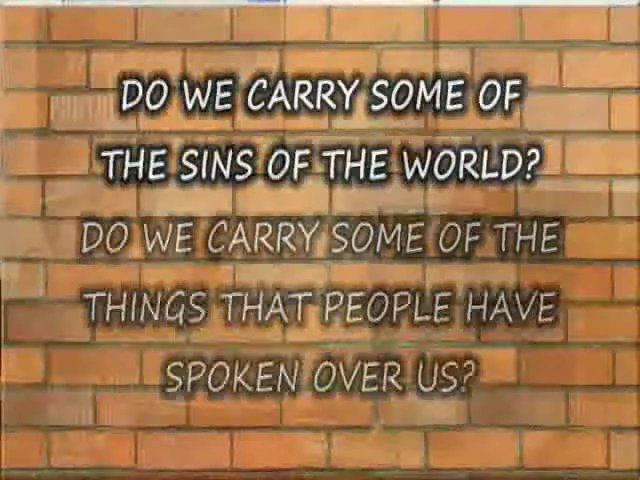 DO WE CARRY SOME OF
THE SINS OF THE WORLD?
DO WE CARRY SOME OF THE
THINGS THAT PEOPLE HAVE
SPOKEN OVER US?